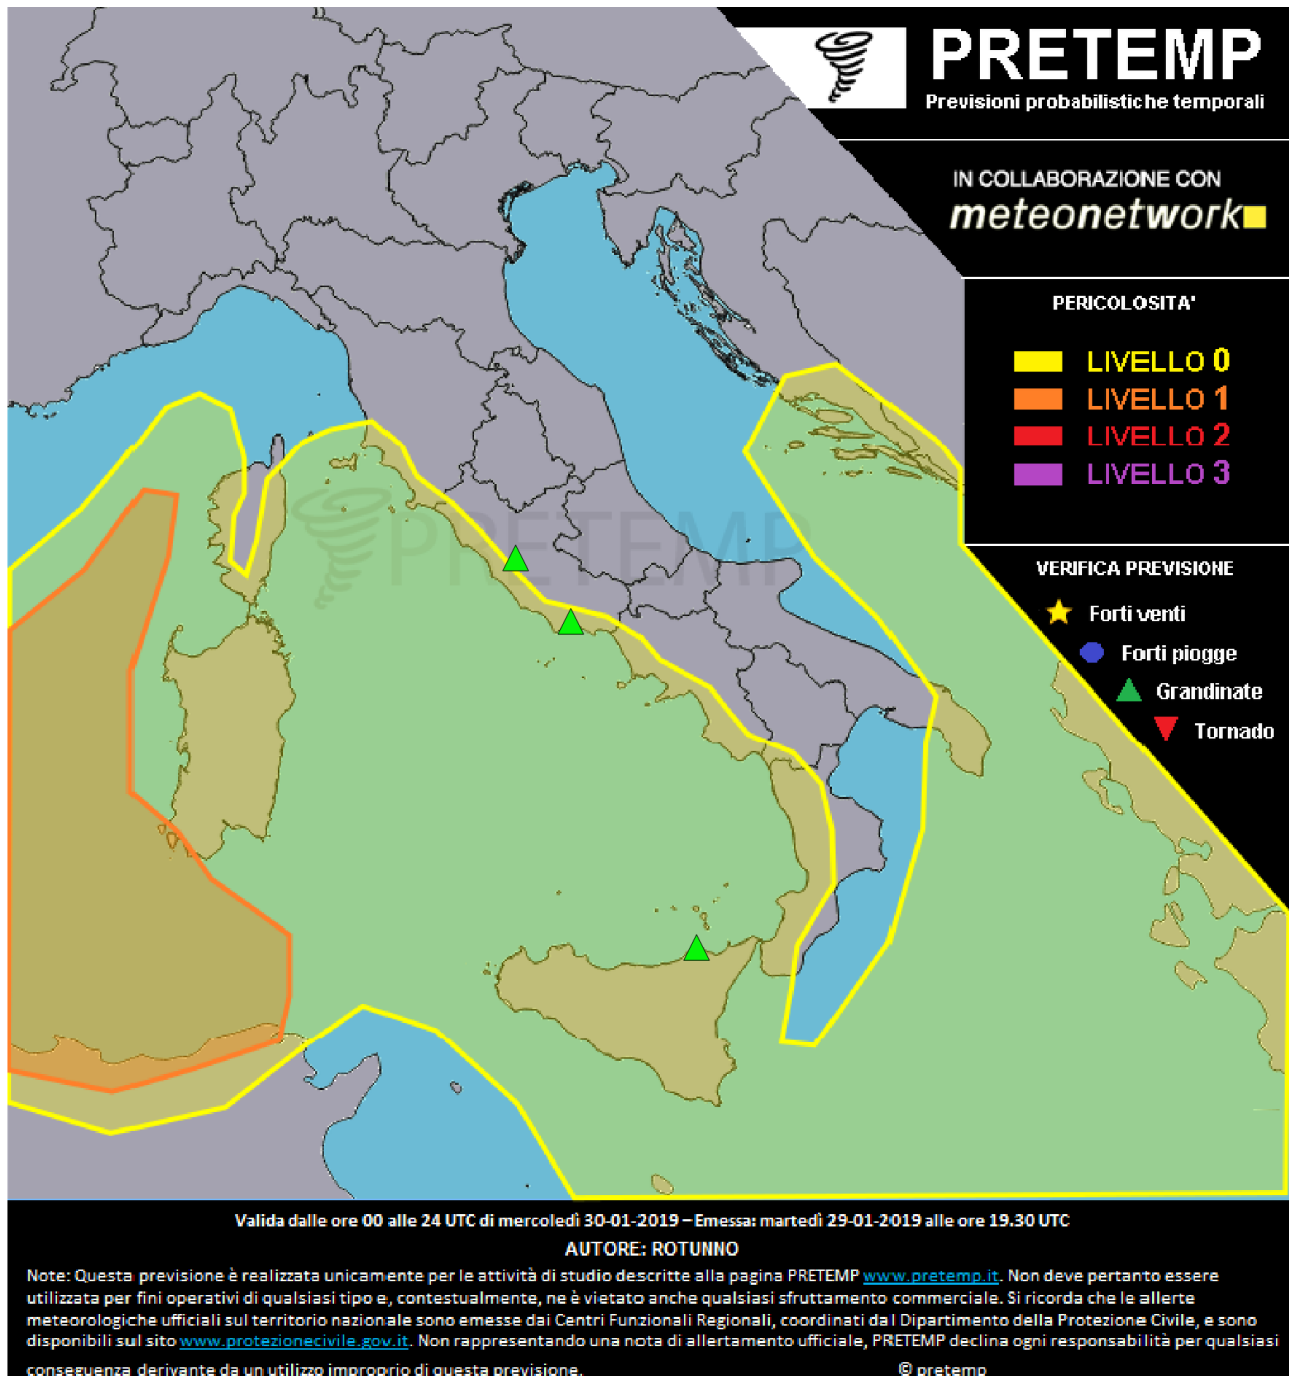 PRETEMP
Previsioni probabilistiche temporali
IN COLLABORAZIONE CON
meteonetwork
PERICOLOSITA'
LIVELLO 0
LIVELLO 1
LIVELLO 2
LIVELLO 3
PRETEMP
VERIFICA PREVISIONE
Forti venti
Forti piogge
Grandinate
Tornado
Valida dalle ore 00 alle 24 UTC di mercoledì 30-01-2019 – Emessa: martedì 29-01-2019 alle ore 19.30 UTC
AUTORE: ROTUNNO
Note: Questa previsione è realizzata unicamente per le attività di studio descritte alla pagina PRETEMP www.pretemp.it. Non deve pertanto essere
utilizzata per fini operativi di qualsiasi tipo e, contestualmente, ne è vietato anche qualsiasi sfruttamento commerciale. Si ricorda che le allerte
meteorologiche ufficiali sul territorio nazionale sono emesse dai Centri Funzionali Regionali, coordinati dal Dipartimento della Protezione Civile, e sono
disponibili sul sito www.protezionecivile.gov.it. Non rappresentando una nota di allertamento ufficiale, PRETEMP declina ogni responsabilità per qualsiasi
conseguenza derivante da un utilizzo improprio di questa previsione. © pretemp